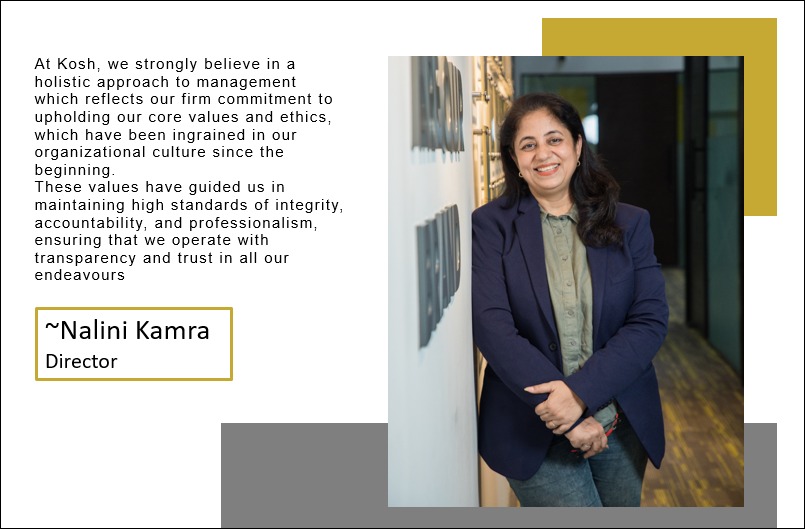 At Kosh, we strongly believe in a
holistic approach to management
which reflects our firm commitment to
upholding our core values and ethics,
which have been ingrained in our
organizational culture since the
beginning.
These values have guided us in
maintaining high standards of integrity,
accountability, and professionalism,
ensuring that we operate with
transparency and trust in all our
endeavours
~Nalini Kamra
Director